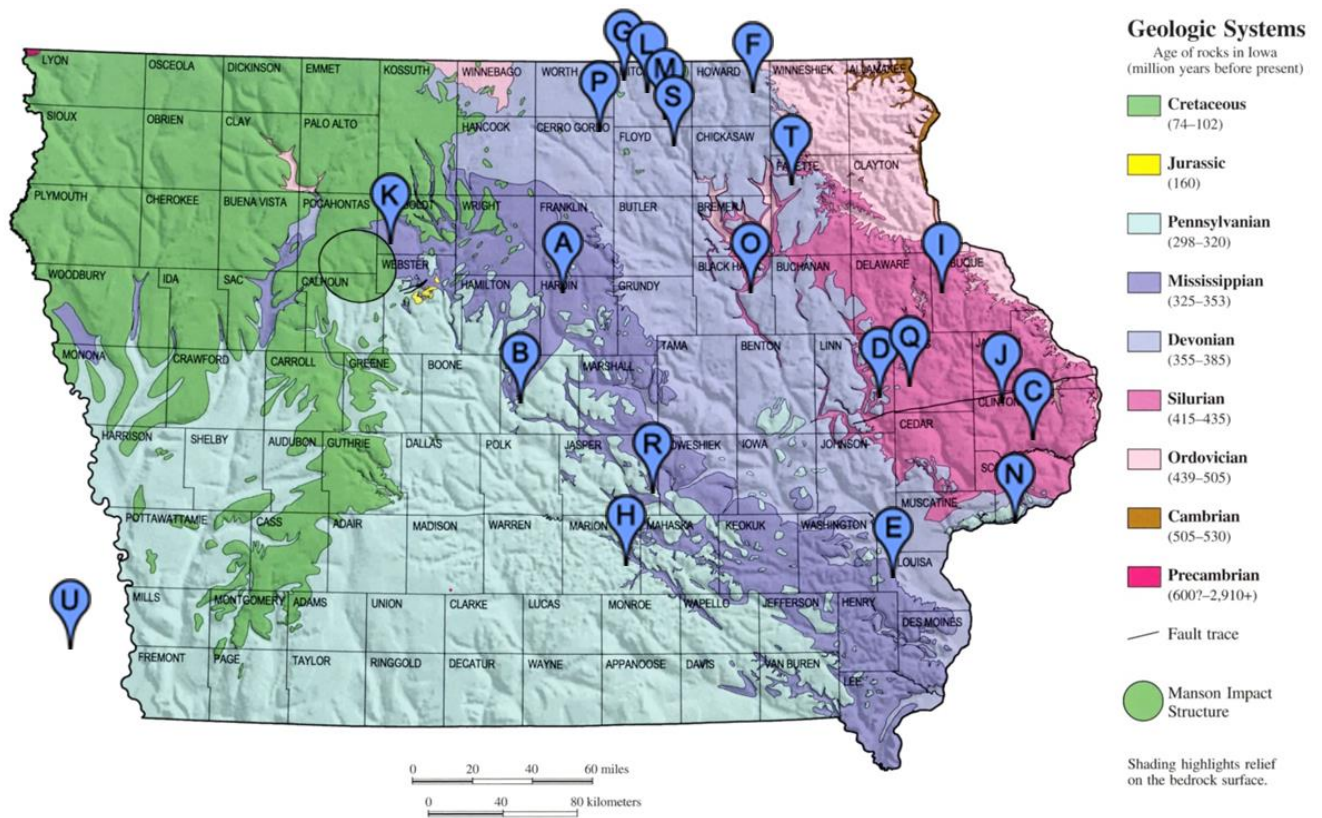 G
L
F
M
P
S
T
K
A
O
I
B
D
Q
J
C
R
N
H
E
U
LYON
OSCEOLA
DICKINSON
EMMET
KOSSUTH
WINNEBAGO
WORTH
HOWARD
WINNESHIEK
SIOUX
OBRIEN
CLAY
PALO ALTO
HANCOCK
CERRO GORDO
FLOYD
CHICKASAW
CLAYTON
PLYMOUTH
CHEROKEE
BUENA VISTA
POCAHONTAS
WRIGHT
FRANKLIN
BUTLER
WOODBURY
IDA
SAC
CALHOUN
WEBSTER
HAMILTON
HARDIN
GRUNDY
BUCHANAN
DELAWARE
MONONA
CRAWFORD
CARROLL
GREENE
BOONE
MARSHALL
TAMA
BENTON
LINN
HARRISON
SHELBY
AUDUBON
GUTHRIE
DALLAS
POLK
JASPER
IOWA
JOHNSON
CEDAR
CLINTON
MUSCATINE
POTTAWATTAMIE
CASS
ADAIR
MADISON
WARREN
MARION
MAHASKA
KEOKUK
WASHINGTON
LOUISA
MILLS
MONTGOMERY
ADAMS
UNION
CLARKE
LUCAS
MONROE
WAPELLO
JEFFERSON
HENRY
DES MOINES
FREMONT
PAGE
TAYLOR
RINGGOLD
DECATUR
WAYNE
APPANOOSE
DAVIS
VAN BUREN
LEE
0 20 40 60 miles
0 40 80 kilometers
Geologic Systems
Age of rocks in Iowa
(million years before present)
Cretaceous
(74–102)
Jurassic
(160)
Pennsylvanian
(298–320)
Mississippian
(325–353)
Devonian
(355–385)
Silurian
(415–435)
Ordovician
(439–505)
Cambrian
(505–530)
Precambrian
(600?–2,910+)
Fault trace
Manson Impact
Structure
Shading highlights relief
on the bedrock surface.